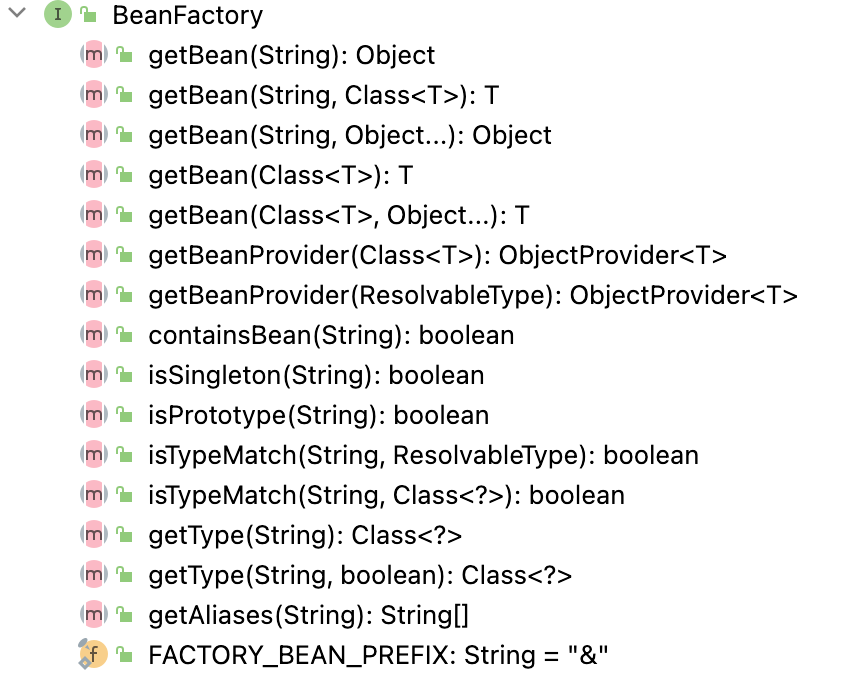 I BeanFactory
m getBean(String): Object
m getBean(String, Class<T>): T
m getBean(String, Object...): Object
m getBean(Class<T>): T
m getBean(Class<T>, Object...): T
m getBeanProvider(Class<T>): ObjectProvider<T>
m getBeanProvider(ResolvableType): ObjectProvider<T>
m containsBean(String): boolean
m isSingleton(String): boolean
m isPrototype(String): boolean
m isTypeMatch(String, ResolvableType): boolean
m isTypeMatch(String, Class<?>): boolean
m getType(String): Class<?>
m getType(String, boolean): Class<?>
m getAliases(String): String[]
f FACTORY_BEAN_PREFIX: String = "&"